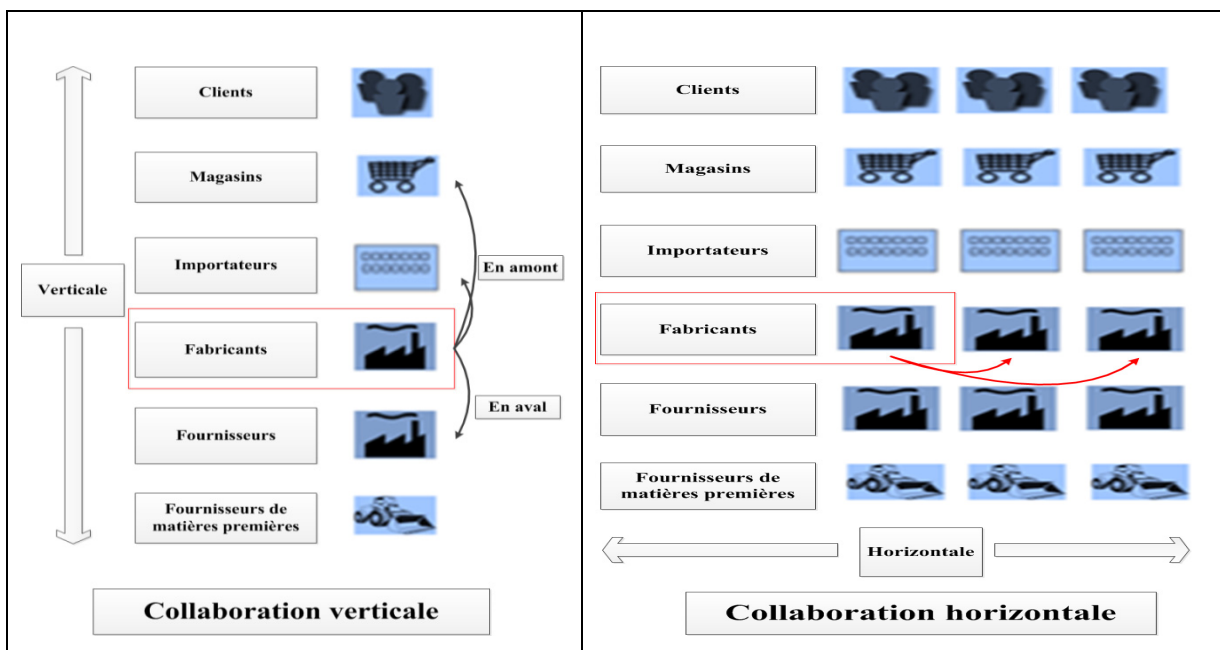 Clients
Magasins
Importateurs
En amont
Verticale
Fabricants
En aval
Fournisseurs
Fournisseurs de
matières premières
Collaboration verticale
Clients
Magasins
Importateurs
Fabricants
Fournisseurs
Fournisseurs de
matières premières
Horizontale
Collaboration horizontale